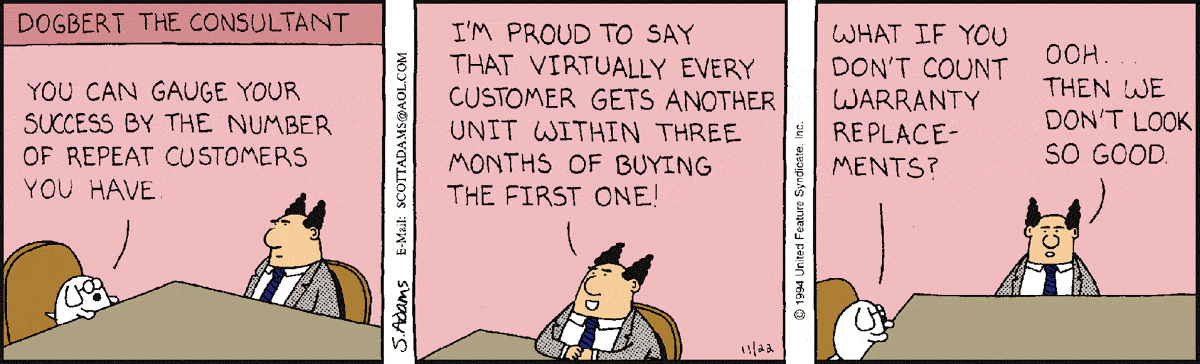 DOGBERT THE CONSULTANT
YOU CAN GAUGE YOUR
SUCCESS BY THE NUMBER
OF REPEAT CUSTOMERS
YOU HAVE.
S.Adams
E-Mail: SCOTTADAMS@AOL.COM
I'M PROUD TO SAY
THAT VIRTUALLY EVERY
CUSTOMER GETS ANOTHER
UNIT WITHIN THREE
MONTHS OF BUYING
THE FIRST ONE!
11/22
© 1994 United Feature Syndicate, Inc.
WHAT IF YOU
DON'T COUNT
WARRANTY
REPLACE-
MENTS?
OOH...
THEN WE
DON'T LOOK
SO GOOD.